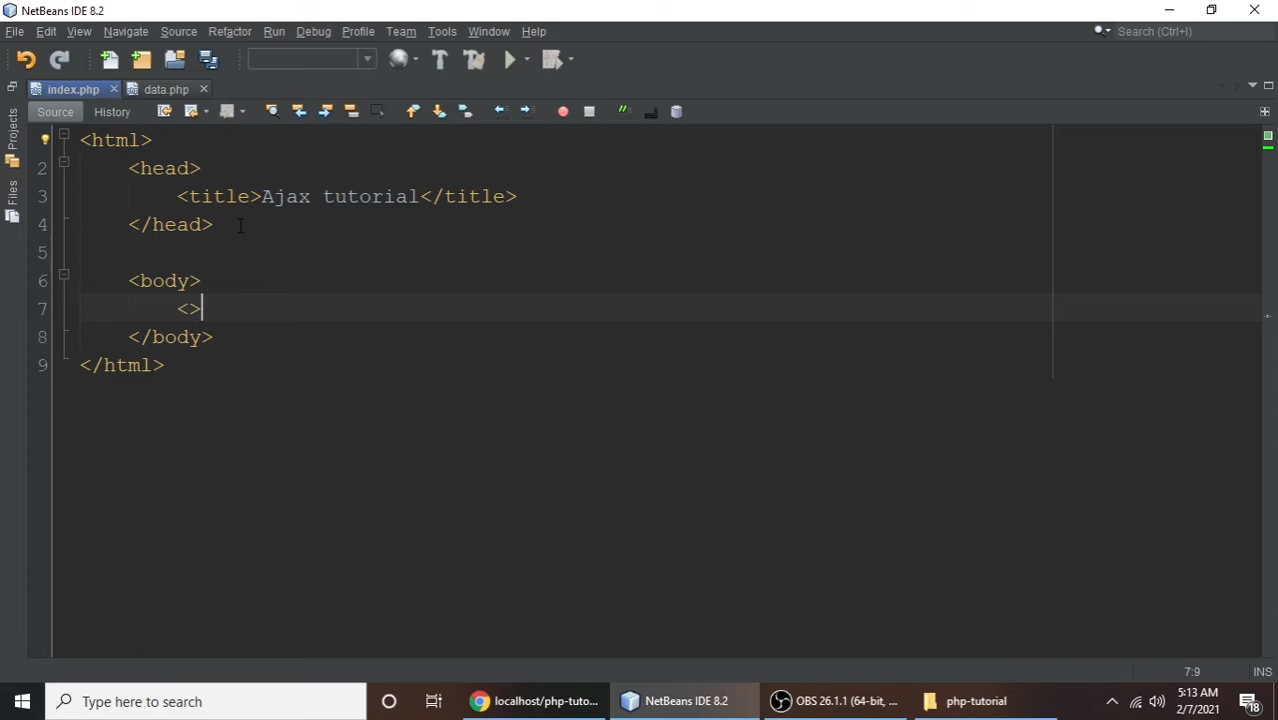 NetBeans IDE 8.2
File Edit View Navigate Source Refactor Run Debug Profile Team Tools Window Help Search (Ctrl+I)
index.php data.php
Source History
Projects
Files
<html>
2 <head>
3 <title>Ajax tutorial</title>
4 </head>
5
6 <body>
7 <>
8 </body>
9 </html>
7:9 INS
Type here to search
localhost/php-tuto...
NetBeans IDE 8.2
OBS 26.1.1 (64-bit, ...
php-tutorial
5:13 AM
2/7/2021
18